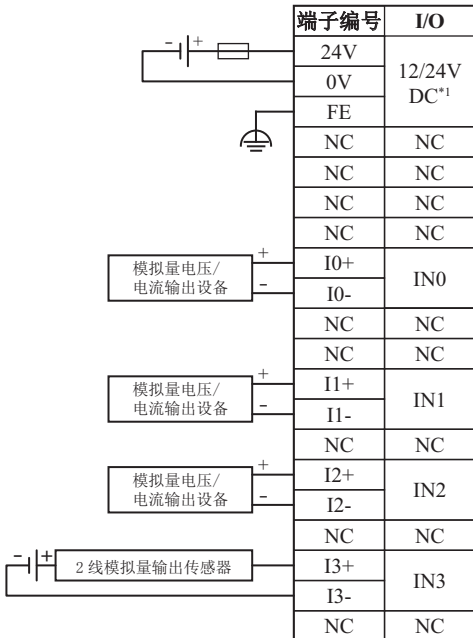 端子编号 I/O
- + 24V 12/24V DC*1
0V
FE
NC NC
NC NC
NC NC
NC NC
模拟量电压/ + I0+ IN0
电流输出设备 - I0-
NC NC
NC NC
模拟量电压/ + I1+ IN1
电流输出设备 - I1-
NC NC
模拟量电压/ + I2+ IN2
电流输出设备 - I2-
NC NC
- + 2线模拟量输出传感器 I3+ IN3
I3-
NC NC